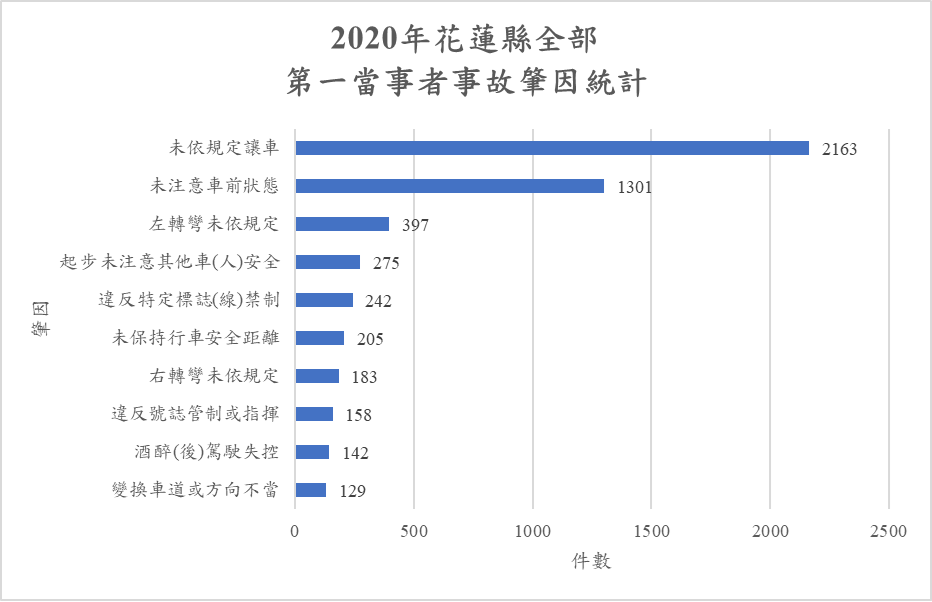 2020年花蓮縣全部
第一當事者事故肇因統計
肇因
未依規定讓車 2163
未注意車前狀態 1301
左轉彎未依規定 397
起步未注意其他車(人)安全 275
違反特定標誌(線)禁制 242
未保持行車安全距離 205
右轉彎未依規定 183
違反號誌管制或指揮 158
酒醉(後)駕駛失控 142
變換車道或方向不當 129
0 500 1000 1500 2000 2500
件數